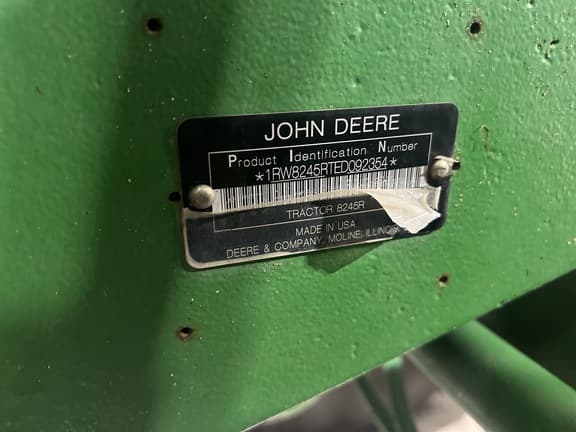 JOHN DEERE
Product Identification Number
*1RW8245RTED092354*
TRACTOR 8245R
MADE IN USA
DEERE & COMPANY, MOLINE, ILLINOIS